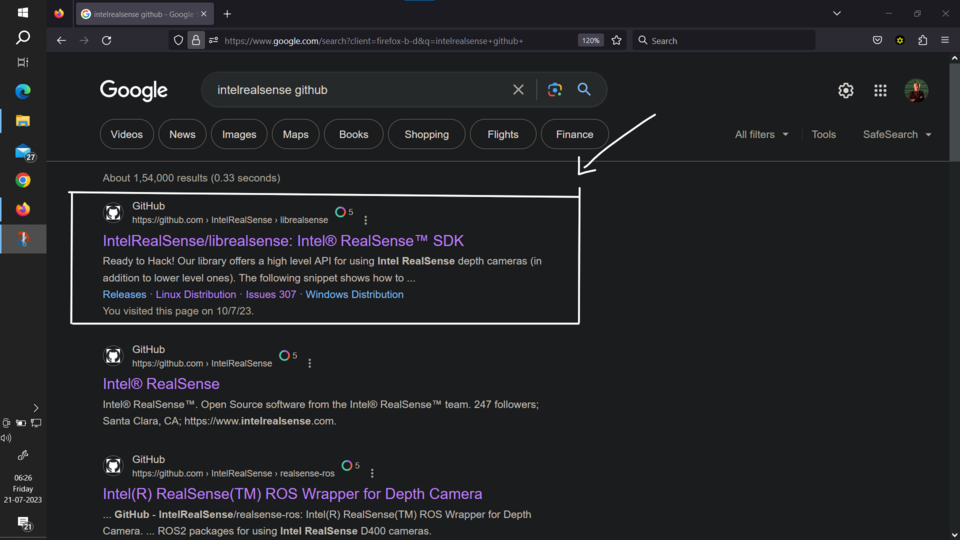 intelrealsense github - Google
https://www.google.com/search?client=firefox-b-d&q=intelrealsense+github+
120%
Search
Google
intelrealsense github
Videos
News
Images
Maps
Books
Shopping
Flights
Finance
All filters
Tools
SafeSearch
About 1,54,000 results (0.33 seconds)
GitHub
https://github.com › IntelRealSense › librealsense
5
IntelRealSense/librealsense: Intel® RealSense™ SDK
Ready to Hack! Our library offers a high level API for using Intel RealSense depth cameras (in
addition to lower level ones). The following snippet shows how to ...
Releases · Linux Distribution · Issues 307 · Windows Distribution
You visited this page on 10/7/23.
GitHub
https://github.com › IntelRealSense
5
Intel® RealSense
Intel® RealSense™. Open Source software from the Intel® RealSense™ team. 247 followers;
Santa Clara, CA; https://www.intelrealsense.com.
GitHub
https://github.com › IntelRealSense › realsense-ros
5
Intel(R) RealSense(TM) ROS Wrapper for Depth Camera
... GitHub - IntelRealSense/realsense-ros: Intel(R) RealSense(TM) ROS Wrapper for Depth
Camera. ... ROS2 packages for using Intel RealSense D400 cameras.
27
06:26
Friday
21-07-2023
21